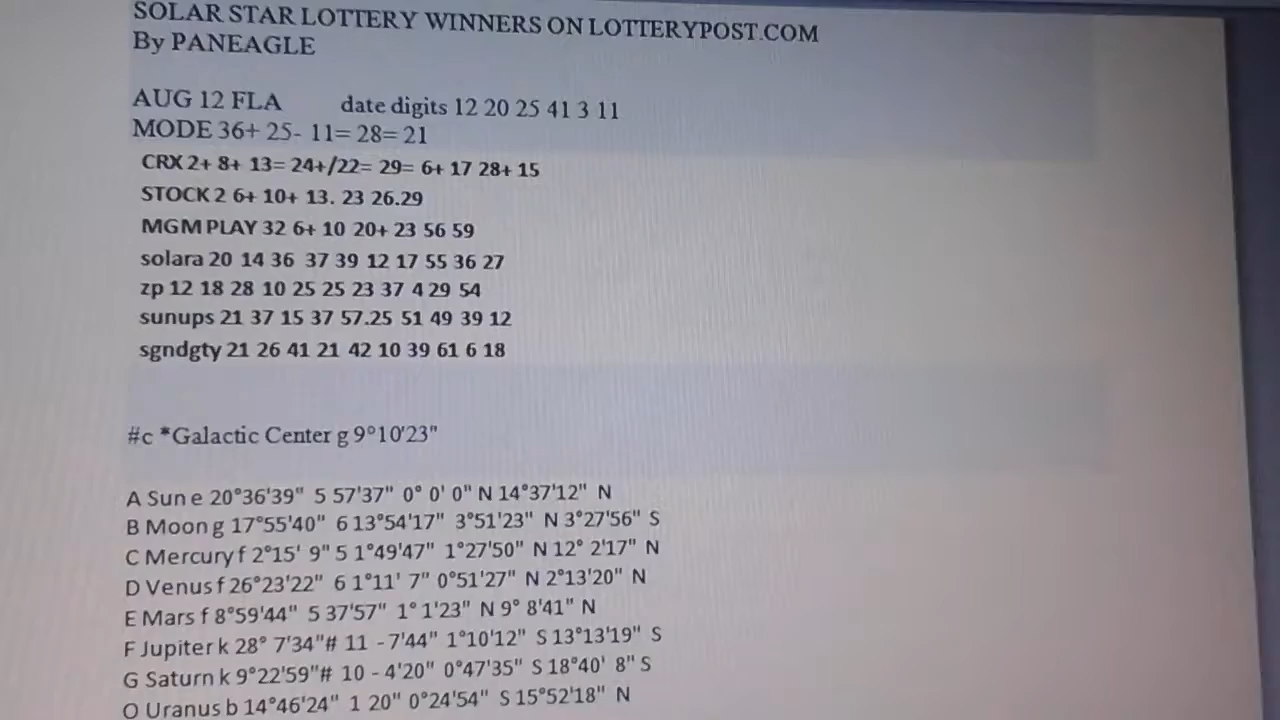 SOLAR STAR LOTTERY WINNERS ON LOTTERYPOST.COM
By PANEAGLE
AUG 12 FLA date digits 12 20 25 41 3 11
MODE 36+ 25- 11= 28= 21
CRX 2+ 8+ 13= 24+/22= 29= 6+ 17 28+ 15
STOCK 2 6+ 10+ 13. 23 26.29
MGM PLAY 32 6+ 10 20+ 23 56 59
solara 20 14 36 37 39 12 17 55 36 27
zp 12 18 28 10 25 25 23 37 4 29 54
sunups 21 37 15 37 57.25 51 49 39 12
sgndgty 21 26 41 21 42 10 39 61 6 18
#c *Galactic Center g 9°10'23"
A Sun e 20°36'39" 5 57'37" 0° 0' 0" N 14°37'12" N
B Moon g 17°55'40" 6 13°54'17" 3°51'23" N 3°27'56" S
C Mercury f 2°15' 9" 5 1°49'47" 1°27'50" N 12° 2'17" N
D Venus f 26°23'22" 6 1°11' 7" 0°51'27" N 2°13'20" N
E Mars f 8°59'44" 5 37'57" 1° 1'23" N 9° 8'41" N
F Jupiter k 28° 7'34"# 11 - 7'44" 1°10'12" S 13°13'19" S
G Saturn k 9°22'59"# 10 - 4'20" 0°47'35" S 18°40' 8" S
O Uranus b 14°46'24" 1 20" 0°24'54" S 15°52'18" N